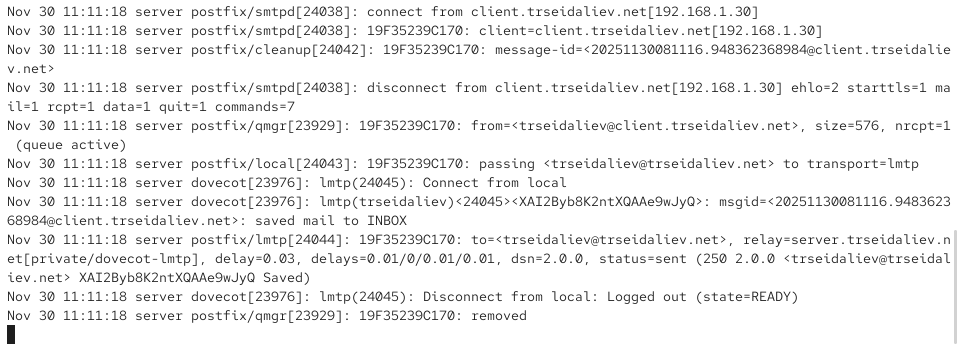 Nov 30 11:11:18 server postfix/smtpd[24038]: connect from client.trseidaliev.net[192.168.1.30]
Nov 30 11:11:18 server postfix/smtpd[24038]: 19F35239C170: client=client.trseidaliev.net[192.168.1.30]
Nov 30 11:11:18 server postfix/cleanup[24042]: 19F35239C170: message-id=<20251130081116.948362368984@client.trseidalie
v.net>
Nov 30 11:11:18 server postfix/smtpd[24038]: disconnect from client.trseidaliev.net[192.168.1.30] ehlo=2 starttls=1 ma
il=1 rcpt=1 data=1 quit=1 commands=7
Nov 30 11:11:18 server postfix/qmgr[23929]: 19F35239C170: from=<trseidaliev@client.trseidaliev.net>, size=576, nrcpt=1
 (queue active)
Nov 30 11:11:18 server postfix/local[24043]: 19F35239C170: passing <trseidaliev@trseidaliev.net> to transport=lmtp
Nov 30 11:11:18 server dovecot[23976]: lmtp(24045): Connect from local
Nov 30 11:11:18 server dovecot[23976]: lmtp(trseidaliev)<24045><XAI2Byb8K2ntXQAAe9wJyQ>: msgid=<20251130081116.9483623
68984@client.trseidaliev.net>: saved mail to INBOX
Nov 30 11:11:18 server postfix/lmtp[24044]: 19F35239C170: to=<trseidaliev@trseidaliev.net>, relay=server.trseidaliev.n
et[private/dovecot-lmtp], delay=0.03, delays=0.01/0/0.01/0.01, dsn=2.0.0, status=sent (250 2.0.0 <trseidaliev@trseidal
iev.net> XAI2Byb8K2ntXQAAe9wJyQ Saved)
Nov 30 11:11:18 server dovecot[23976]: lmtp(24045): Disconnect from local: Logged out (state=READY)
Nov 30 11:11:18 server postfix/qmgr[23929]: 19F35239C170: removed